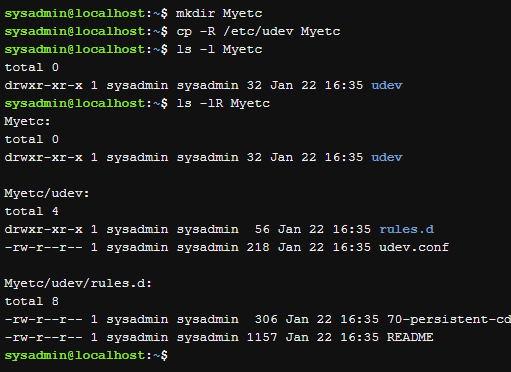 sysadmin@localhost:~$ mkdir Myetc
sysadmin@localhost:~$ cp -R /etc/udev Myetc
sysadmin@localhost:~$ ls -l Myetc
total 0
drwxr-xr-x 1 sysadmin sysadmin 32 Jan 22 16:35 udev
sysadmin@localhost:~$ ls -lR Myetc
Myetc:
total 0
drwxr-xr-x 1 sysadmin sysadmin 32 Jan 22 16:35 udev

Myetc/udev:
total 4
drwxr-xr-x 1 sysadmin sysadmin  56 Jan 22 16:35 rules.d
-rw-r--r-- 1 sysadmin sysadmin 218 Jan 22 16:35 udev.conf

Myetc/udev/rules.d:
total 8
-rw-r--r-- 1 sysadmin sysadmin  306 Jan 22 16:35 70-persistent-cd
-rw-r--r-- 1 sysadmin sysadmin 1157 Jan 22 16:35 README
sysadmin@localhost:~$